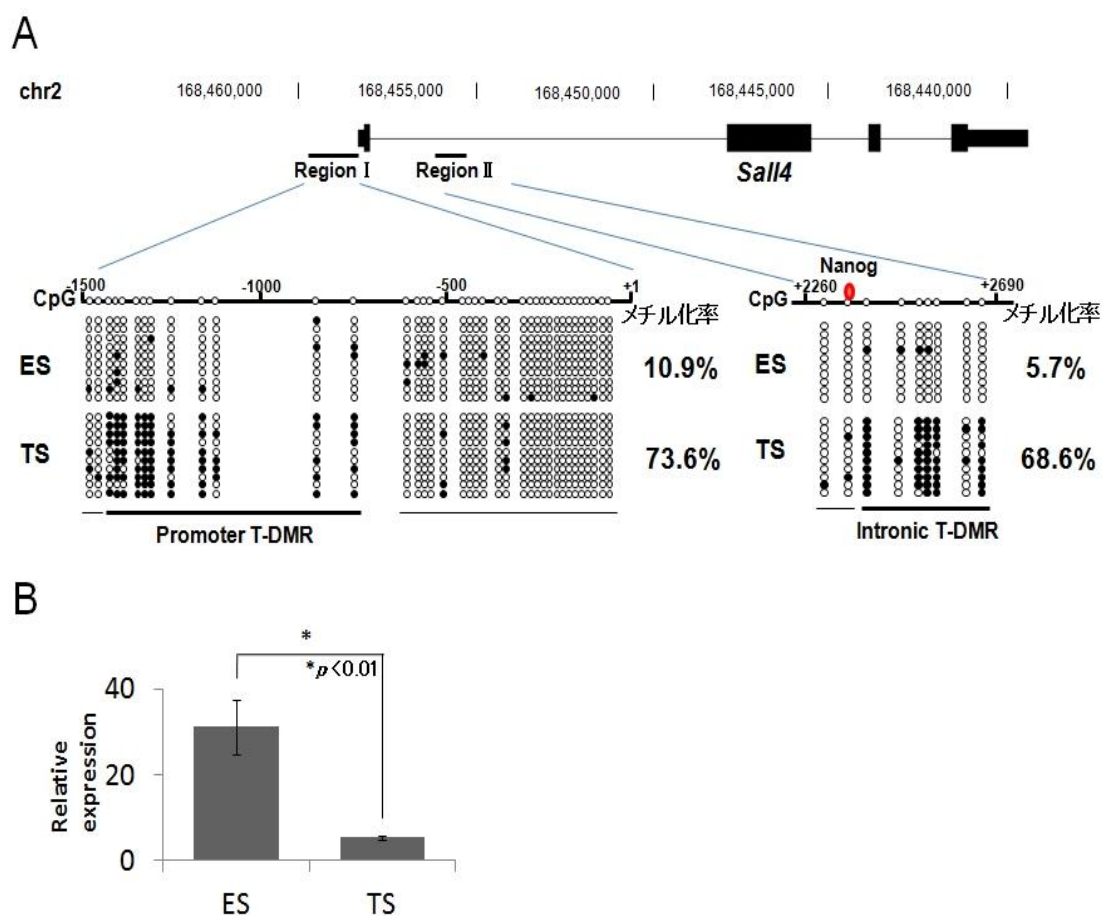 A
chr2 168,460,000 | 168,455,000 | 168,450,000 | 168,445,000 | 168,440,000 |
Region Ⅰ Region Ⅱ Sall4
Nanog
-1500 -1000 -500 +1 +2260 +2690
CpG メチル化率 CpG メチル化率
ES 10.9% ES 5.7%
TS 73.6% TS 68.6%
Promoter T-DMR Intronic T-DMR
B
*
*p<0.01
Relative
expression
40
20
0
ES TS